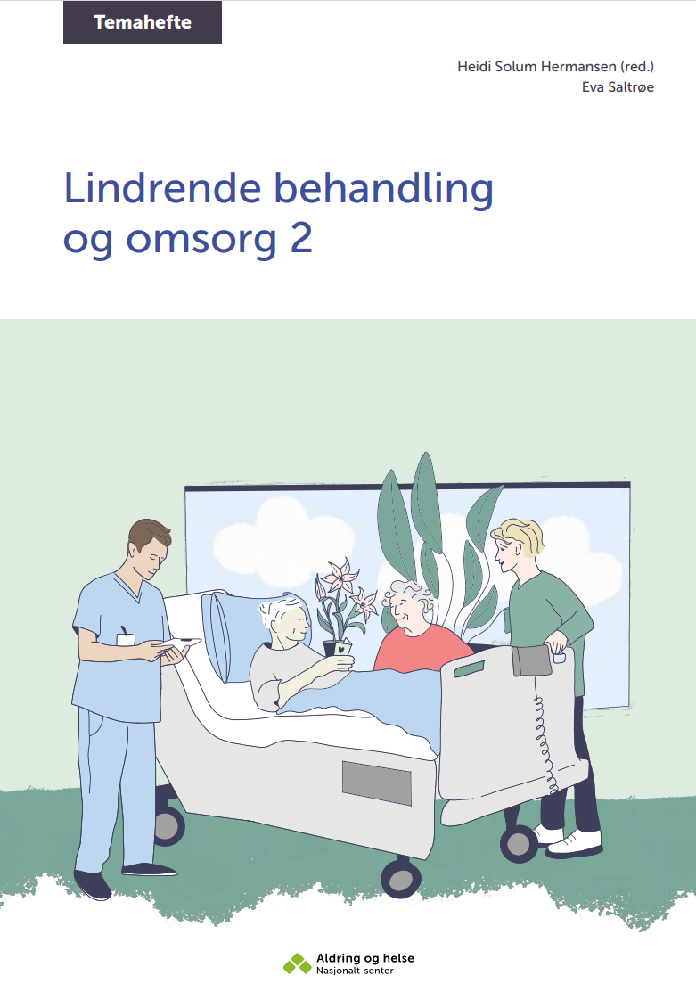 Temahefte
Heidi Solum Hermansen (red.)
Eva Saltrøe
Lindrende behandling
og omsorg 2
Aldring og helse
Nasjonalt senter